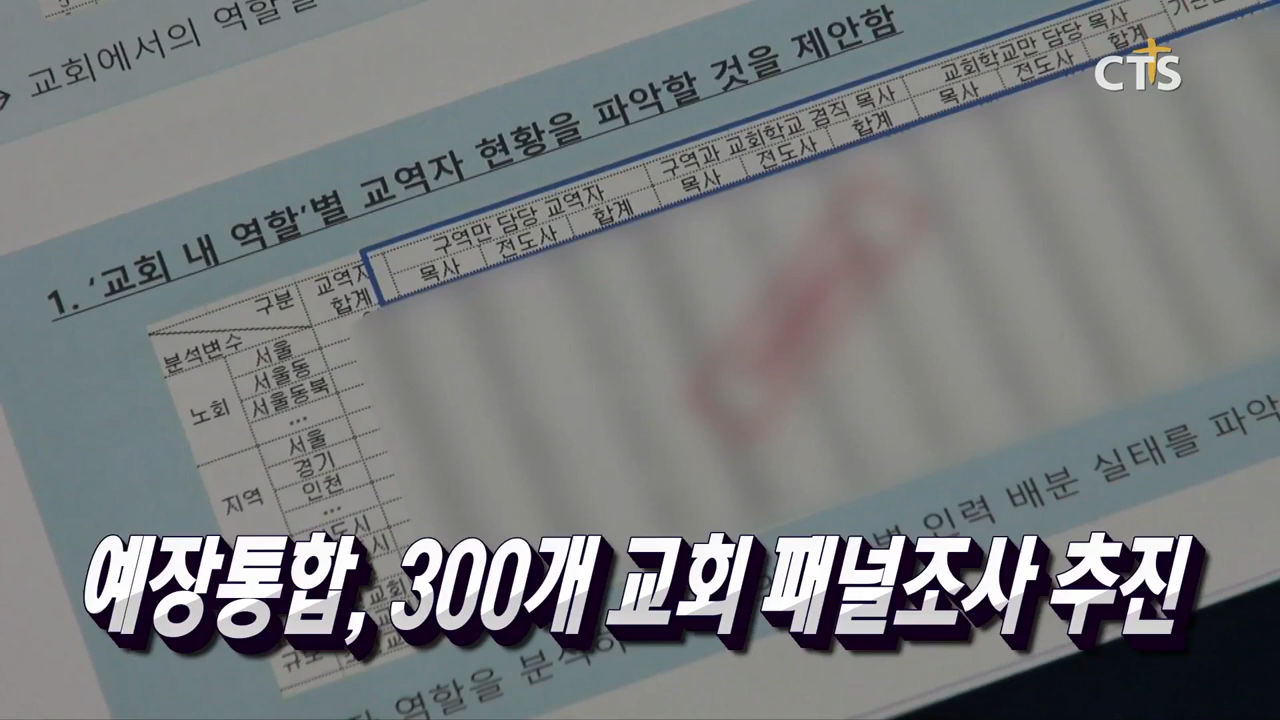 교회에서의 역할을
CTS
1. ‘교회 내 역할’별 교역자 현황을 파악할 것을 제안함
구분
교역자
합계
구역만 담당 교역자
목사 전도사 합계
구역과 교회학교 겸직 목사
목사 전도사 합계
교회학교만 담당 목사
목사 전도사 합계
분석변수
노회
서울
서울동
서울동북
...
지역
서울
경기
인천
...
인력 배분 실태를 파악
예장통합, 300개 교회 패널조사 추진
역할을 분석하